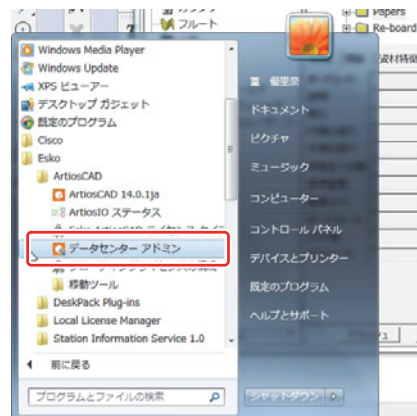 フルート
Papers
Re-board
資材特徴
Windows Media Player
Windows Update
XPS ビューアー
デスクトップ ガジェット
既定のプログラム
Cisco
Esko
ArtiosCAD
ArtiosCAD 14.0.1ja
ArtiosIO ステータス
データセンター アドミン
移動ツール
DeskPack Plug-ins
Local License Manager
Station Information Service 1.0
前に戻る
プログラムとファイルの検索
優里奈
ドキュメント
ピクチャ
ミュージック
コンピューター
コントロール パネル
デバイスとプリンター
既定のプログラム
ヘルプとサポート
シャットダウン